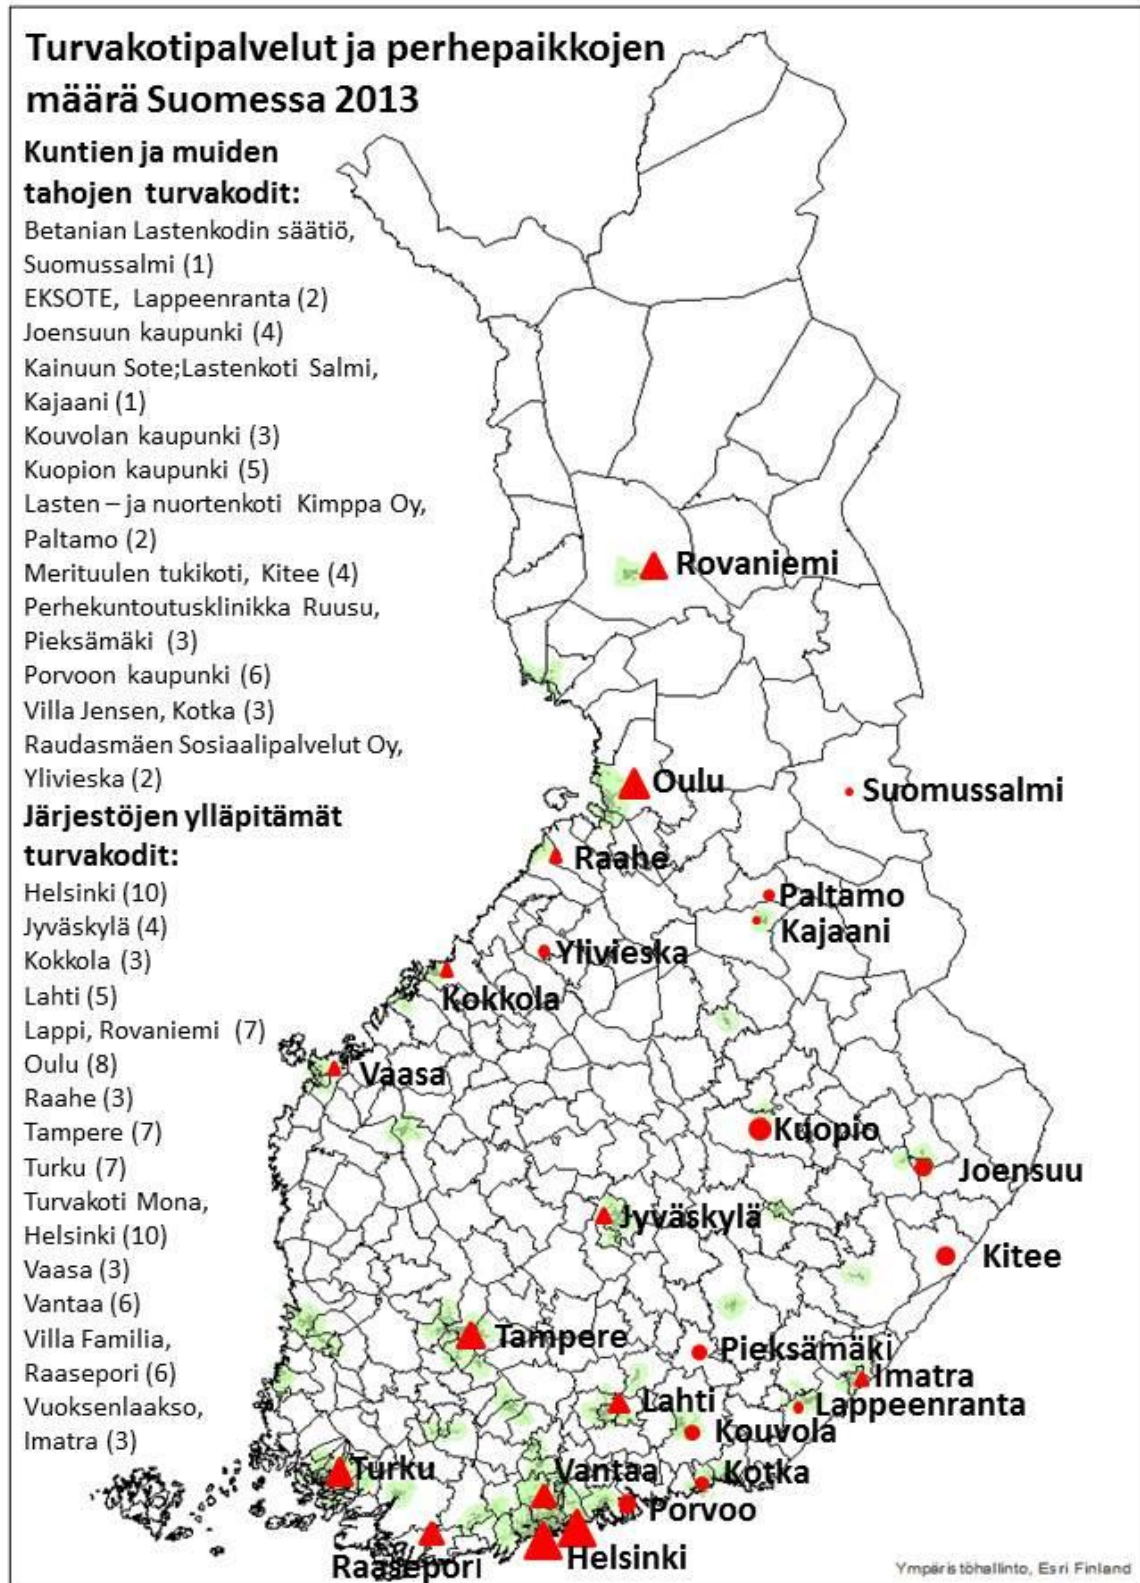 Turvakotipalvelut ja perhepaikkojen
määrä Suomessa 2013
Kuntien ja muiden
tahojen turvakodit:
Betanian Lastenkodin säätiö,
Suomussalmi (1)
EKSOTE, Lappeenranta (2)
Joensuun kaupunki (4)
Kainuun Sote;Lastenkoti Salmi,
Kajaani (1)
Kouvolan kaupunki (3)
Kuopion kaupunki (5)
Lasten – ja nuortenkoti Kimppa Oy,
Paltamo (2)
Merituulen tukikoti, Kitee (4)
Perhekuntoutusklinikka Ruusu,
Pieksämäki (3)
Porvoon kaupunki (6)
Villa Jensen, Kotka (3)
Raudasmäen Sosiaalipalvelut Oy,
Ylivieska (2)
Järjestöjen ylläpitämät
turvakodit:
Helsinki (10)
Jyväskylä (4)
Kokkola (3)
Lahti (5)
Lappi, Rovaniemi (7)
Oulu (8)
Raahe (3)
Tampere (7)
Turku (7)
Turvakoti Mona,
Helsinki (10)
Vaasa (3)
Vantaa (6)
Villa Familia,
Raasepori (6)
Vuoksenlaakso,
Imatra (3)
Rovaniemi
Oulu
Suomussalmi
Raahe
Paltamo
Kajaani
Ylivieska
Kokkola
Vaasa
Kuopio
Joensuu
Jyväskylä
Kitee
Tampere
Pieksämäki
Imatra
Lahti
Lappeenranta
Kouvola
Turku
Vantaa
Kotka
Porvoo
Helsinki
Raasepori
Ympäristöhallinto, Esri Finland